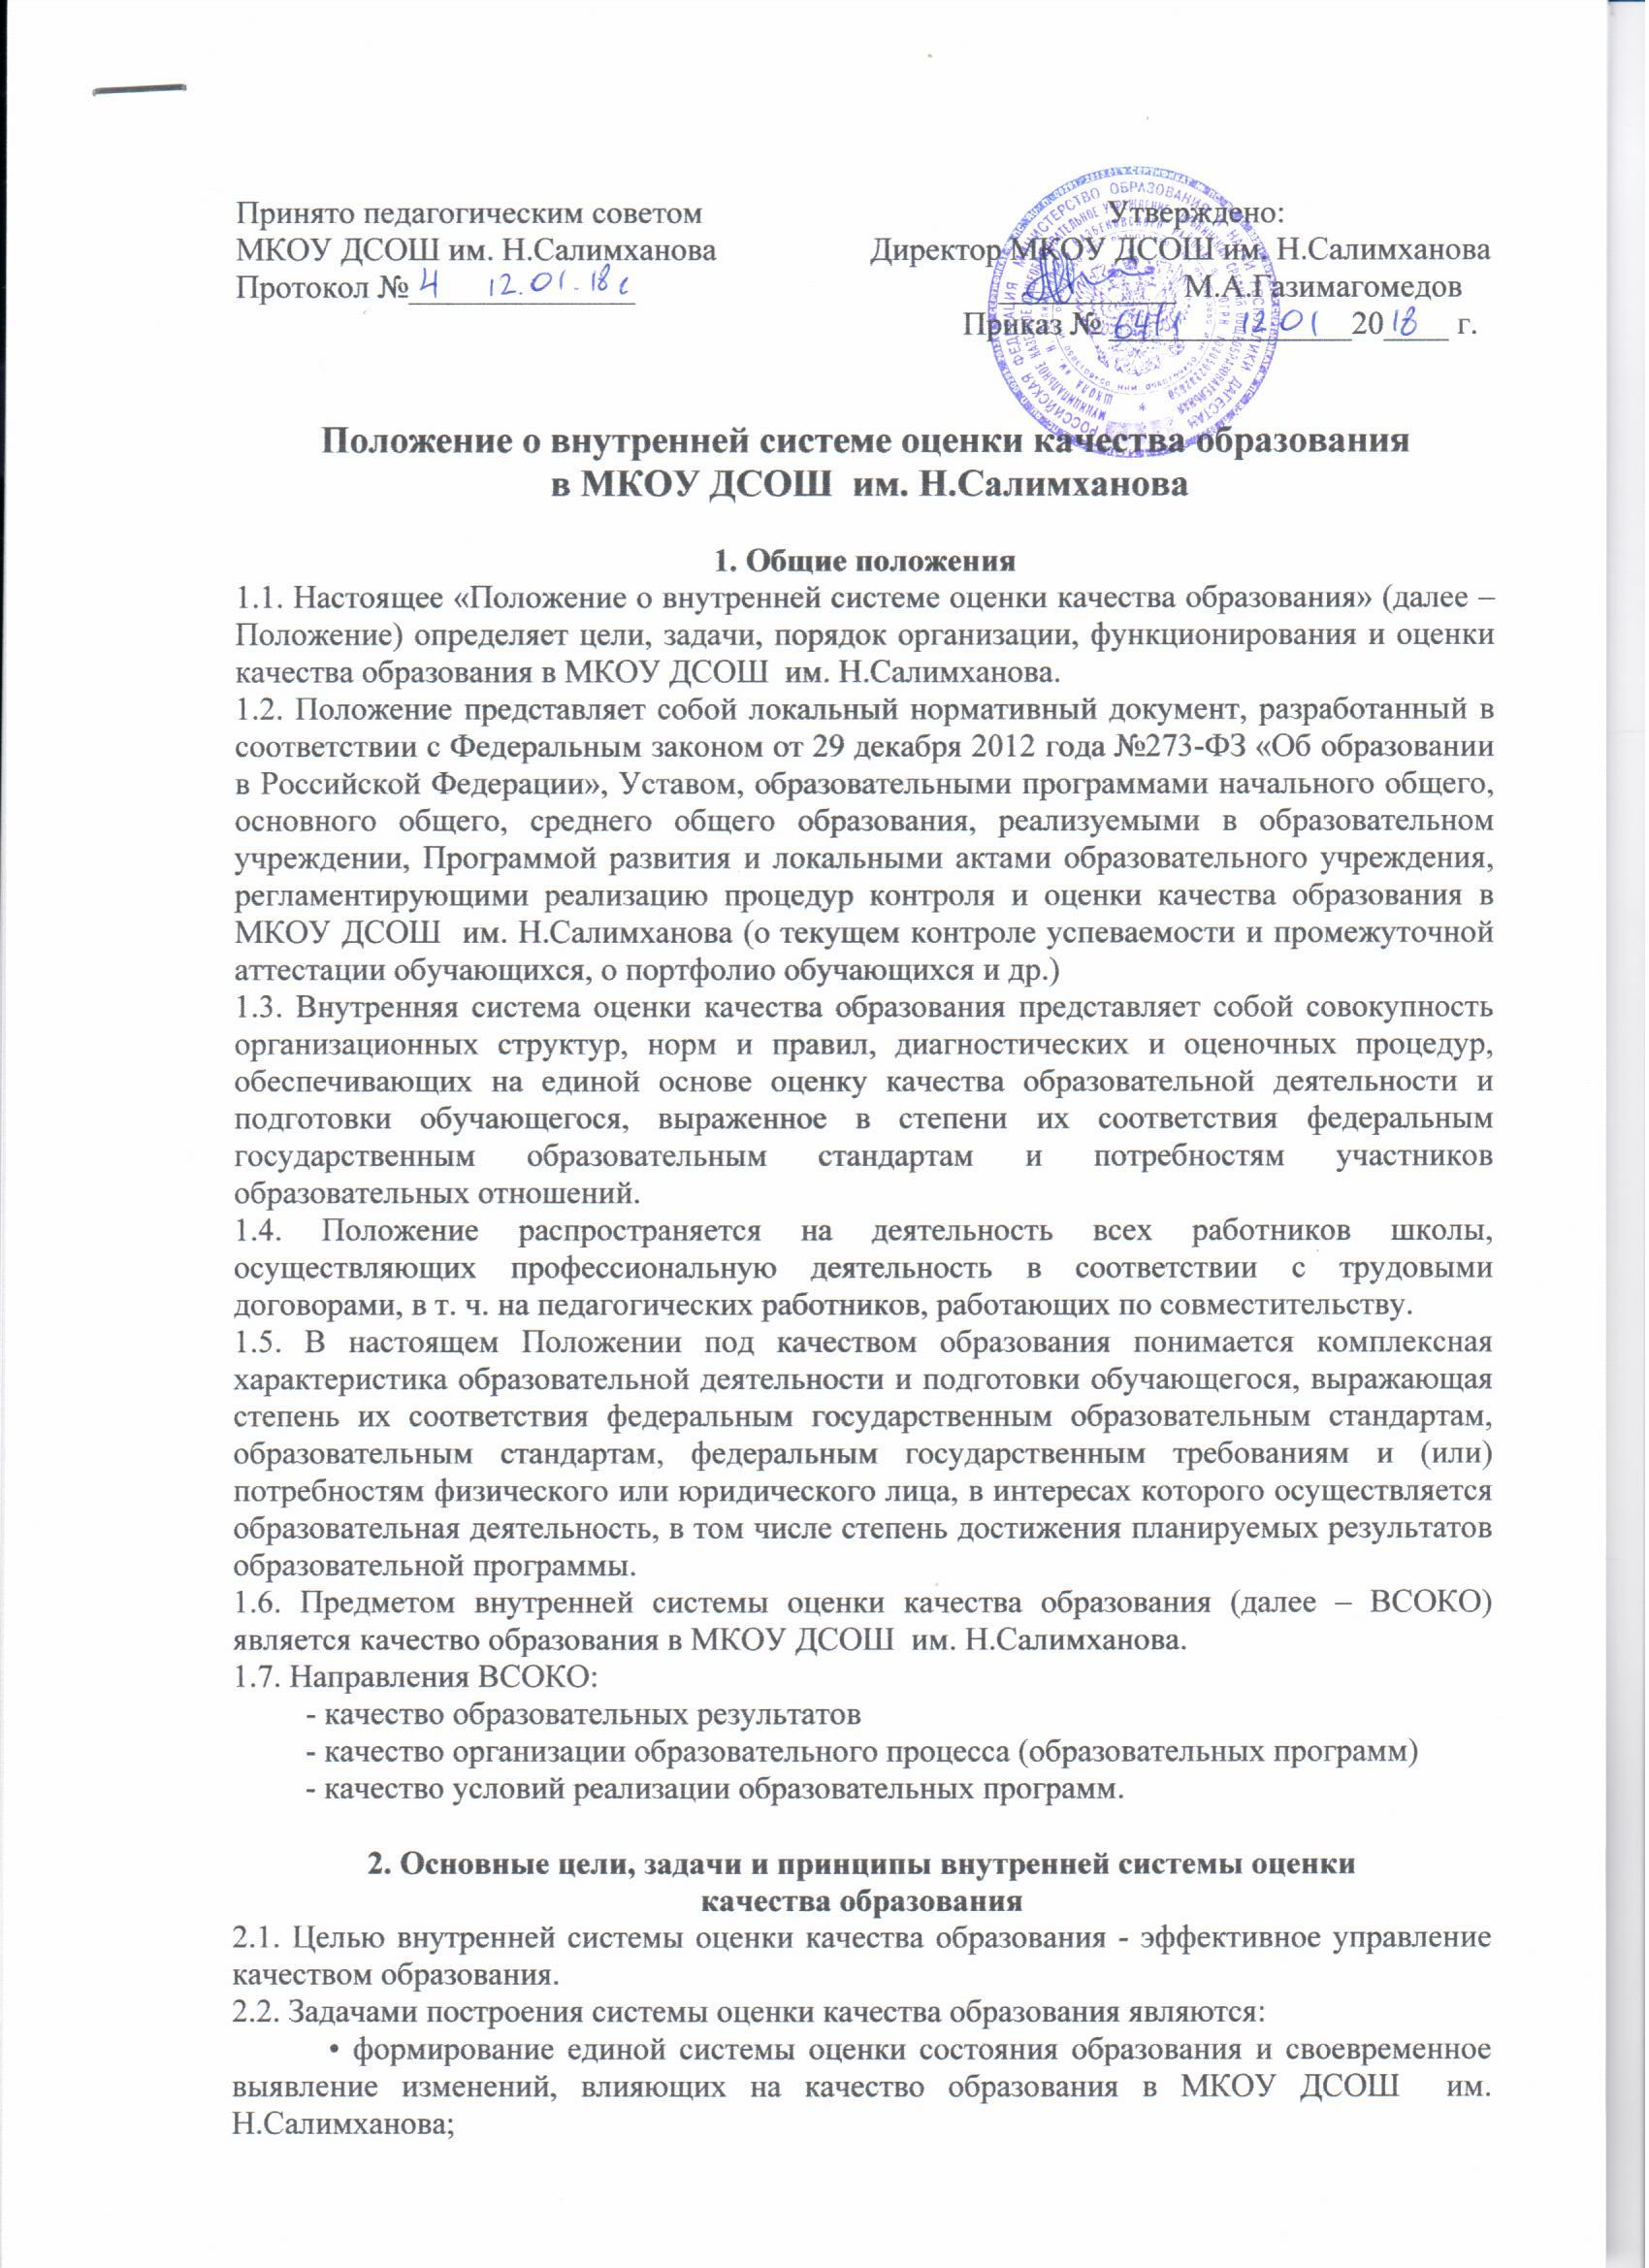 Принято педагогическим советом
Утверждено:
МКОУ ДСОШ им. Н.Салимханова
Директор МКОУ ДСОШ им. Н.Салимханова
Протокол № 4 12.01.18г
М.А.Газимагомедов
Приказ № 64/1 12 01 2018 г.
РОССИЙСКАЯ ФЕДЕРАЦИЯ МИНИСТЕРСТВО ОБРАЗОВАНИЯ И НАУКИ РЕСПУБЛИКИ ДАГЕСТАН
Положение о внутренней системе оценки качества образования
в МКОУ ДСОШ им. Н.Салимханова
1. Общие положения
1.1. Настоящее «Положение о внутренней системе оценки качества образования» (далее –
Положение) определяет цели, задачи, порядок организации, функционирования и оценки
качества образования в МКОУ ДСОШ им. Н.Салимханова.
1.2. Положение представляет собой локальный нормативный документ, разработанный в
соответствии с Федеральным законом от 29 декабря 2012 года №273-ФЗ «Об образовании
в Российской Федерации», Уставом, образовательными программами начального общего,
основного общего, среднего общего образования, реализуемыми в образовательном
учреждении, Программой развития и локальными актами образовательного учреждения,
регламентирующими реализацию процедур контроля и оценки качества образования в
МКОУ ДСОШ им. Н.Салимханова (о текущем контроле успеваемости и промежуточной
аттестации обучающихся, о портфолио обучающихся и др.)
1.3. Внутренняя система оценки качества образования представляет собой совокупность
организационных структур, норм и правил, диагностических и оценочных процедур,
обеспечивающих на единой основе оценку качества образовательной деятельности и
подготовки обучающегося, выраженное в степени их соответствия федеральным
государственным образовательным стандартам и потребностям участников
образовательных отношений.
1.4. Положение распространяется на деятельность всех работников школы,
осуществляющих профессиональную деятельность в соответствии с трудовыми
договорами, в т. ч. на педагогических работников, работающих по совместительству.
1.5. В настоящем Положении под качеством образования понимается комплексная
характеристика образовательной деятельности и подготовки обучающегося, выражающая
степень их соответствия федеральным государственным образовательным стандартам,
образовательным стандартам, федеральным государственным требованиям и (или)
потребностям физического или юридического лица, в интересах которого осуществляется
образовательная деятельность, в том числе степень достижения планируемых результатов
образовательной программы.
1.6. Предметом внутренней системы оценки качества образования (далее – ВСОКО)
является качество образования в МКОУ ДСОШ им. Н.Салимханова.
1.7. Направления ВСОКО:
- качество образовательных результатов
- качество организации образовательного процесса (образовательных программ)
- качество условий реализации образовательных программ.
2. Основные цели, задачи и принципы внутренней системы оценки
качества образования
2.1. Целью внутренней системы оценки качества образования - эффективное управление
качеством образования.
2.2. Задачами построения системы оценки качества образования являются:
• формирование единой системы оценки состояния образования и своевременное
выявление изменений, влияющих на качество образования в МКОУ ДСОШ им.
Н.Салимханова;